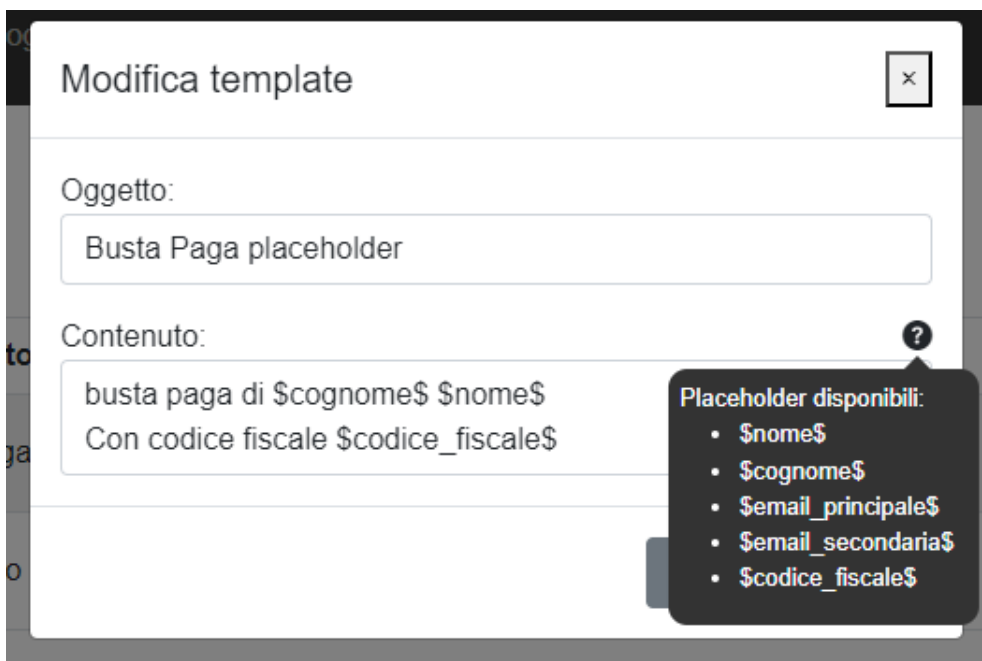 Modifica template
×
Oggetto:
Busta Paga placeholder
Contenuto:
?
busta paga di $cognome$ $nome$
Con codice fiscale $codice_fiscale$
Placeholder disponibili:
• $nome$
• $cognome$
• $email_principale$
• $email_secondaria$
• $codice_fiscale$